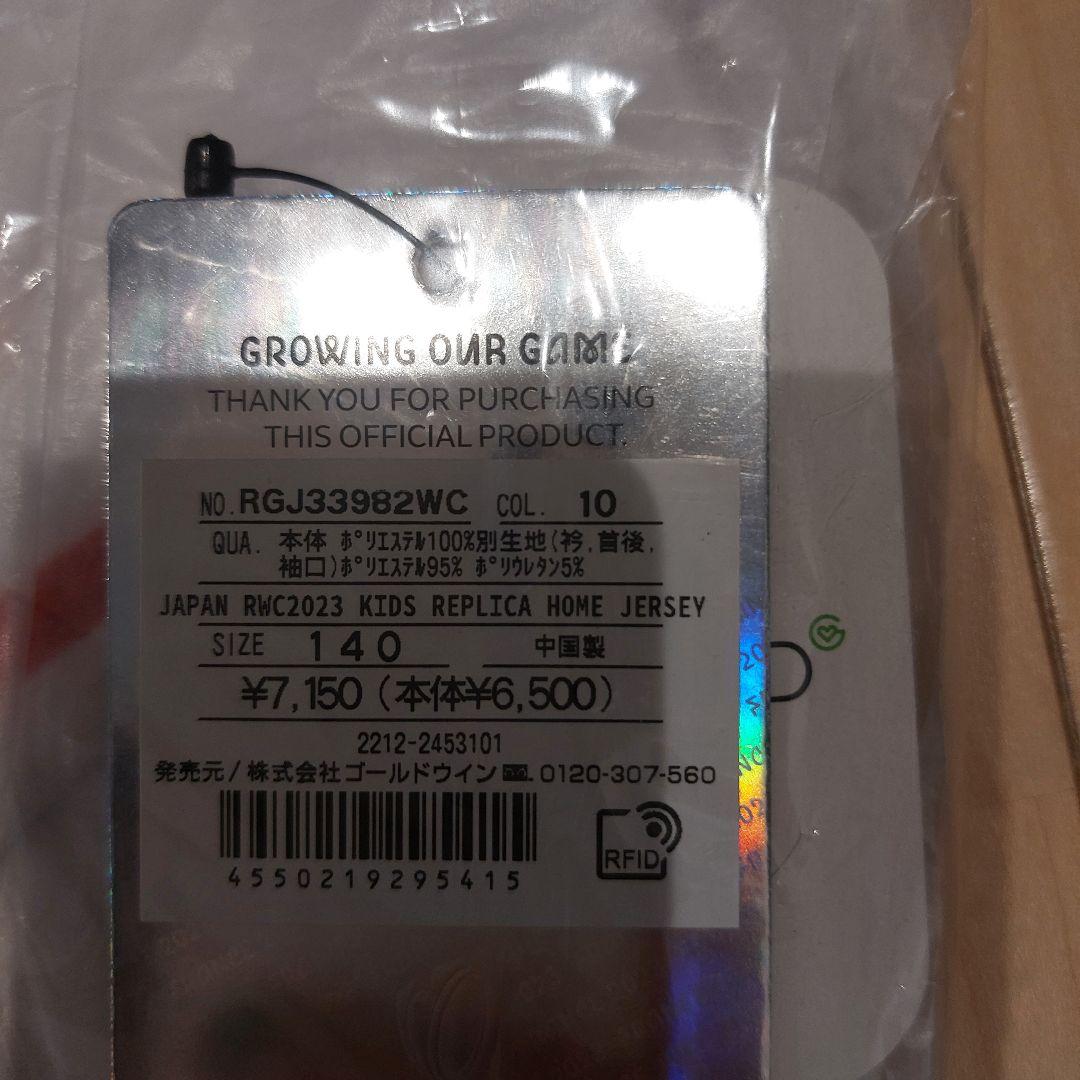 GROWING OUR GAME
THANK YOU FOR PURCHASING
THIS OFFICIAL PRODUCT.
NO. RGJ33982WC COL. 10
QUA. 本体 ポリエステル100%別生地(衿,首後,
袖口)ポリエステル95% ポリウレタン5%
JAPAN RWC2023 KIDS REPLICA HOME JERSEY
SIZE 140 中国製
¥7,150(本体¥6,500)
2212-2453101
発売元/株式会社ゴールドウイン 0120-307-560
RFID
4550219295415